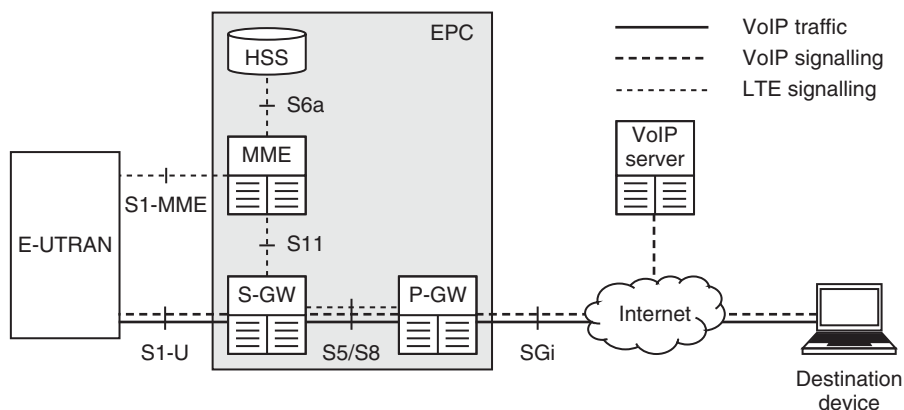 EPC
HSS
S6a
MME
S1-MME
S11
E-UTRAN
S-GW
P-GW
S1-U
S5/S8
SGi
VoIP traffic
VoIP signalling
LTE signalling
VoIP
server
Internet
Destination
device